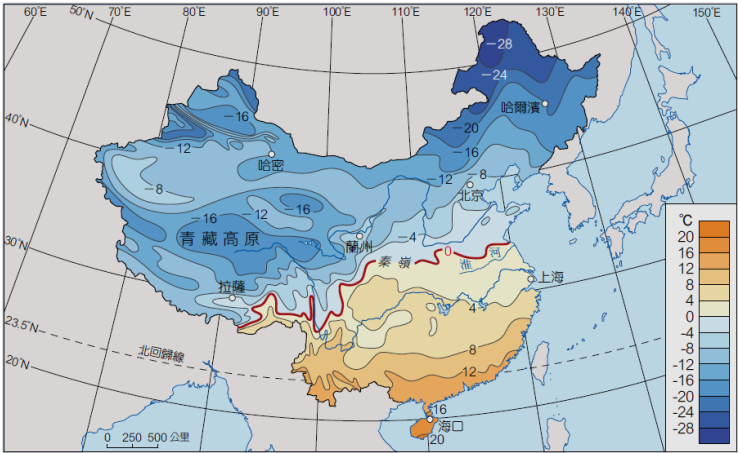 60°E 70°E 80°E 90°E 100°E 110°E 120°E 130°E 140°E 150°E
50°N
40°N
30°N
23.5°N
20°N
-28
-24
哈爾濱
-16
-20
-12
-16
哈密
-12
-8
-8
北京
-16
-12
-16
-4
青藏高原
蘭州
0
秦嶺
淮河
拉薩
上海
4
北回歸線
8
12
16
海口
20
0 250 500 公里
℃
20
16
12
8
4
0
-4
-8
-12
-16
-20
-24
-28